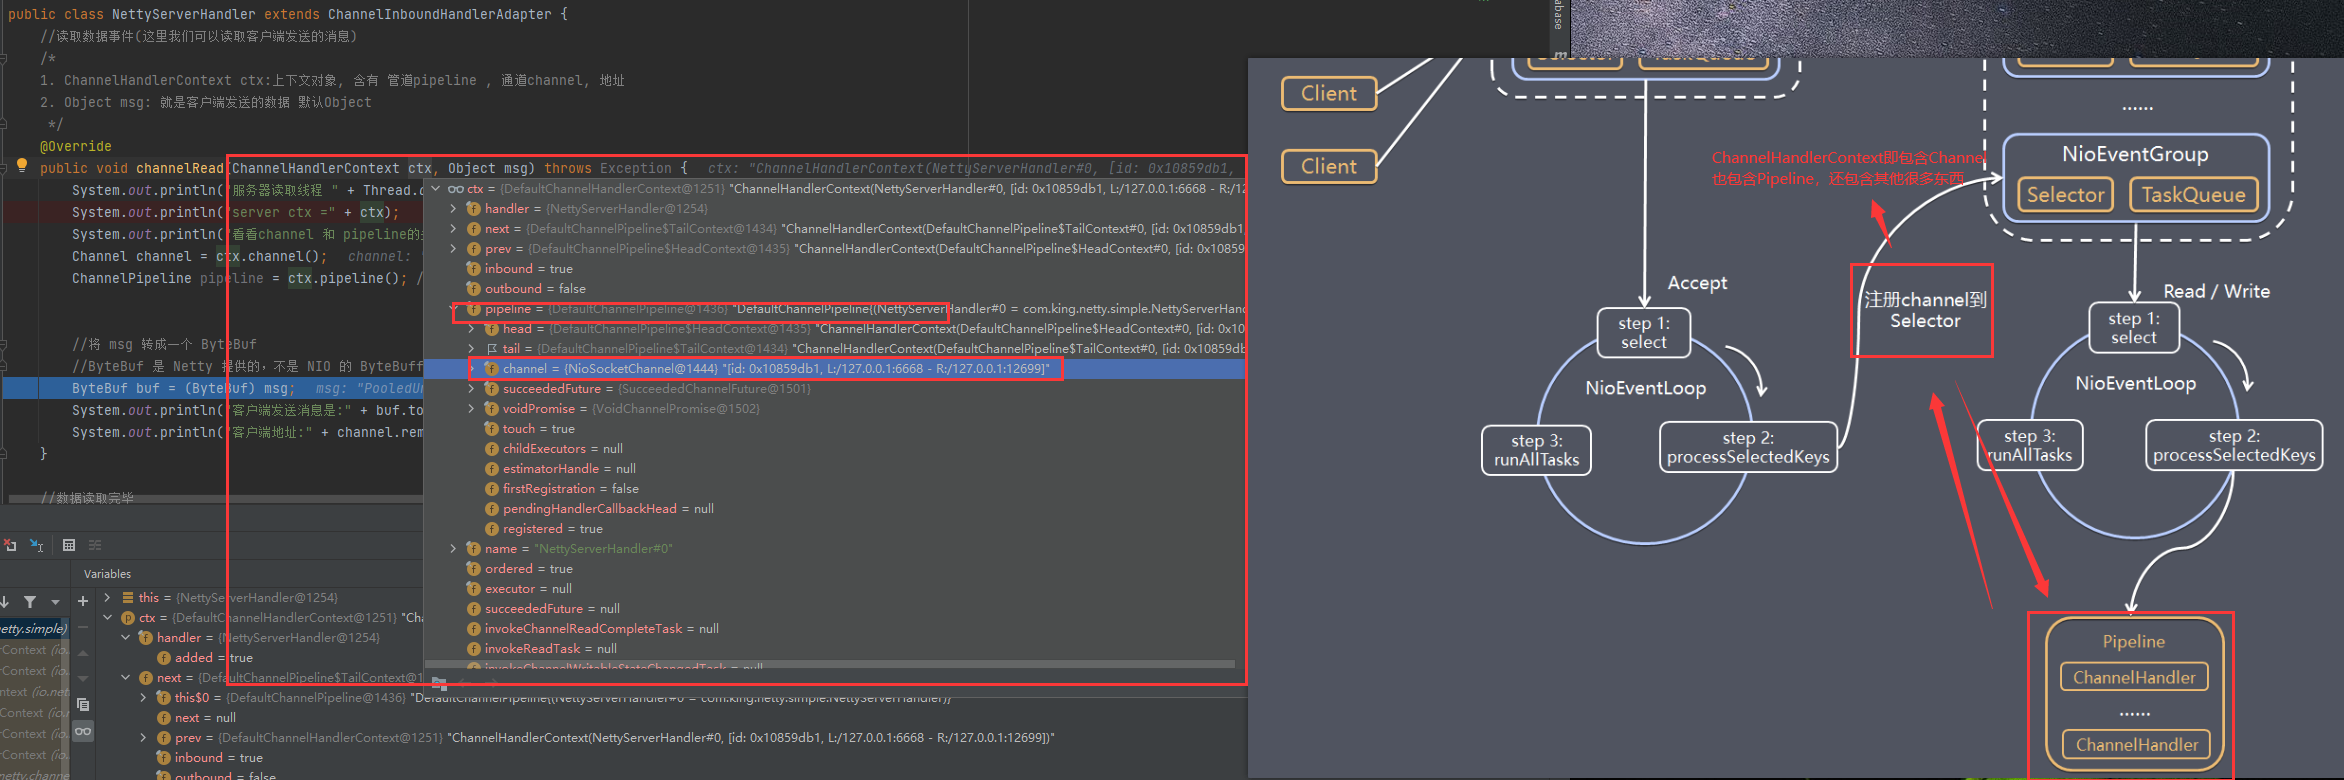 public class NettyServerHandler extends ChannelInboundHandlerAdapter {
//读取数据事件(这里我们可以读取客户端发送的消息)
/*
1. ChannelHandlerContext ctx:上下文对象, 含有 管道pipeline , 通道channel, 地址
2. Object msg: 就是客户端发送的数据 默认Object
*/
@Override
public void channelRead(ChannelHandlerContext ctx, Object msg) throws Exception { ctx: "ChannelHandlerContext(NettyServerHandler#0, [id: 0x10859db1,
System.out.println("服务器读取线程 " + Thread.c
System.out.println("server ctx =" + ctx);
System.out.println("看看channel 和 pipeline的
Channel channel = ctx.channel(); channel:
ChannelPipeline pipeline = ctx.pipeline(); /
//将 msg 转成一个 ByteBuf
//ByteBuf 是 Netty 提供的，不是 NIO 的 ByteBuff
ByteBuf buf = (ByteBuf) msg; msg: "PooledUn
System.out.println("客户端发送消息是:" + buf.to
System.out.println("客户端地址:" + channel.rem
}
//数据读取完毕
ctx = {DefaultChannelHandlerContext@1251} "ChannelHandlerContext(NettyServerHandler#0, [id: 0x10859db1, L:/127.0.0.1:6668 - R:/12
handler = {NettyServerHandler@1254}
next = {DefaultChannelPipeline$TailContext@1434} "ChannelHandlerContext(DefaultChannelPipeline$TailContext#0, [id: 0x10859db1
prev = {DefaultChannelPipeline$HeadContext@1435} "ChannelHandlerContext(DefaultChannelPipeline$HeadContext#0, [id: 0x10859
inbound = true
outbound = false
pipeline = {DefaultChannelPipeline@1436} "DefaultChannelPipeline{(NettyServerHandler#0 = com.king.netty.simple.NettyServerHand
head = {DefaultChannelPipeline$HeadContext@1435} "ChannelHandlerContext(DefaultChannelPipeline$HeadContext#0, [id: 0x10
tail = {DefaultChannelPipeline$TailContext@1434} "ChannelHandlerContext(DefaultChannelPipeline$TailContext#0, [id: 0x10859db
channel = {NioSocketChannel@1444} "[id: 0x10859db1, L:/127.0.0.1:6668 - R:/127.0.0.1:12699]"
succeededFuture = {SucceededChannelFuture@1501}
voidPromise = {VoidChannelPromise@1502}
touch = true
childExecutors = null
estimatorHandle = null
firstRegistration = false
pendingHandlerCallbackHead = null
registered = true
name = "NettyServerHandler#0"
ordered = true
executor = null
succeededFuture = null
invokeChannelReadCompleteTask = null
invokeReadTask = null
invokeChannelWritableStateChangedTask = null
Variables
this = {NettyServerHandler@1254}
ctx = {DefaultChannelHandlerContext@1251} "Cha
handler = {NettyServerHandler@1254}
added = true
next = {DefaultChannelPipeline$TailContext@1
this$0 = {DefaultChannelPipeline@1436} "DefaultChannelPipeline{(NettyServerHandler#0 = com.king.netty.simple.NettyServerHandler)}"
next = null
prev = {DefaultChannelHandlerContext@1251} "ChannelHandlerContext(NettyServerHandler#0, [id: 0x10859db1, L:/127.0.0.1:6668 - R:/127.0.0.1:12699])"
inbound = true
outbound = false
etty.simple)
rContext (io.
rContext (io.
ntext (io.net
Context (io.r
rContext (io.
rContext (io.
netty.channe
abase
m
Client
Client
TaskQueue
Accept
step 1:
select
NioEventLoop
step 2:
processSelectedKeys
step 3:
runAllTasks
ChannelHandlerContext即包含Channel
也包含Pipeline，还包含其他很多东西
注册channel到
Selector
......
NioEventGroup
Selector
TaskQueue
Read / Write
step 1:
select
NioEventLoop
step 2:
processSelectedKeys
step 3:
runAllTasks
Pipeline
ChannelHandler
......
ChannelHandler